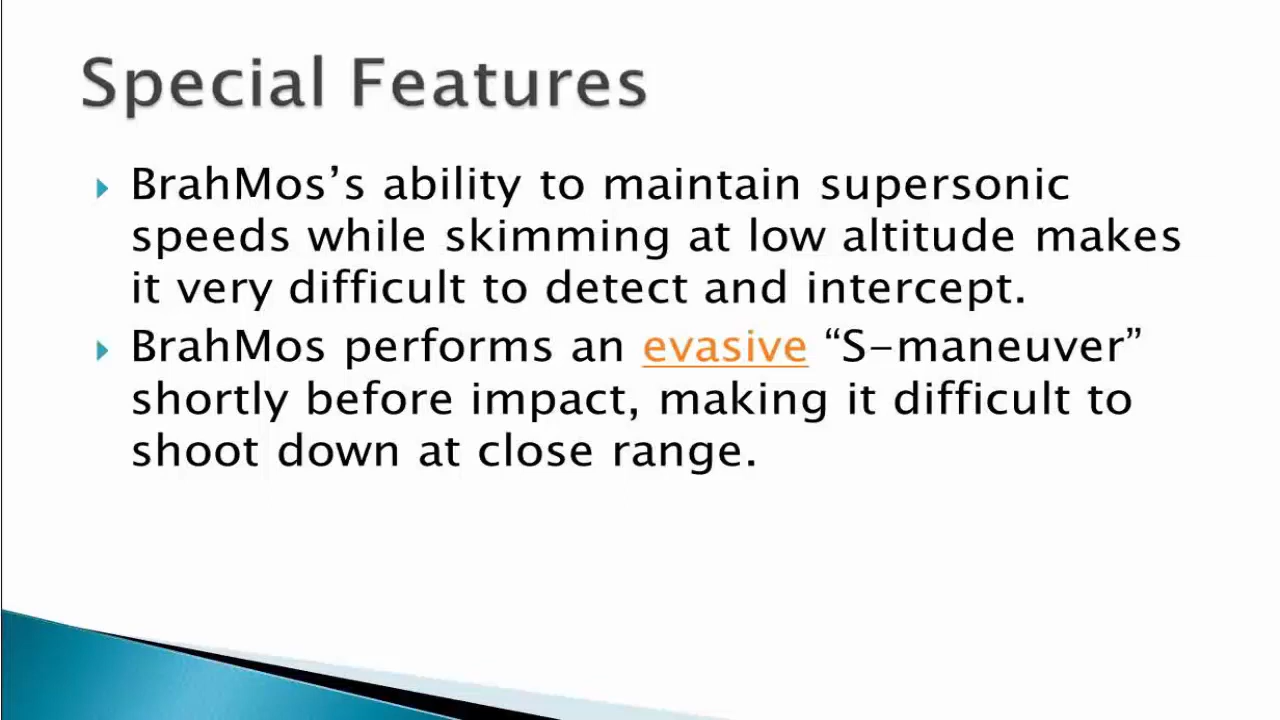 Special Features
BrahMos’s ability to maintain supersonic
speeds while skimming at low altitude makes
it very difficult to detect and intercept.
BrahMos performs an evasive “S-maneuver”
shortly before impact, making it difficult to
shoot down at close range.